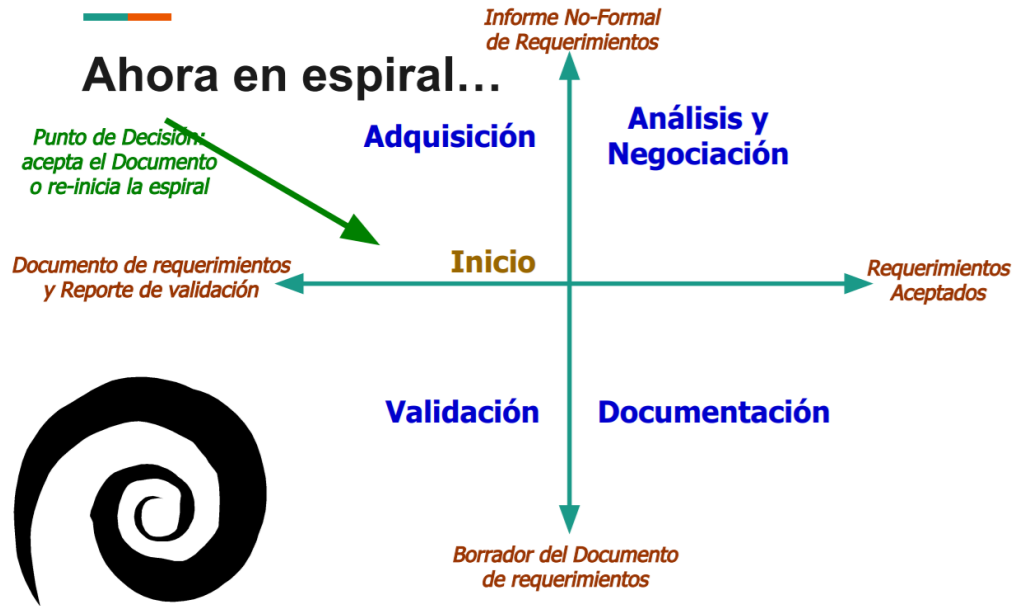 Informe No-Formal
de Requerimientos
Ahora en espiral…
Punto de Decisión:
acepta el Documento
o re-inicia la espiral
Adquisición
Análisis y
Negociación
Inicio
Documento de requerimientos
y Reporte de validación
Requerimientos
Aceptados
Validación
Documentación
Borrador del Documento
de requerimientos